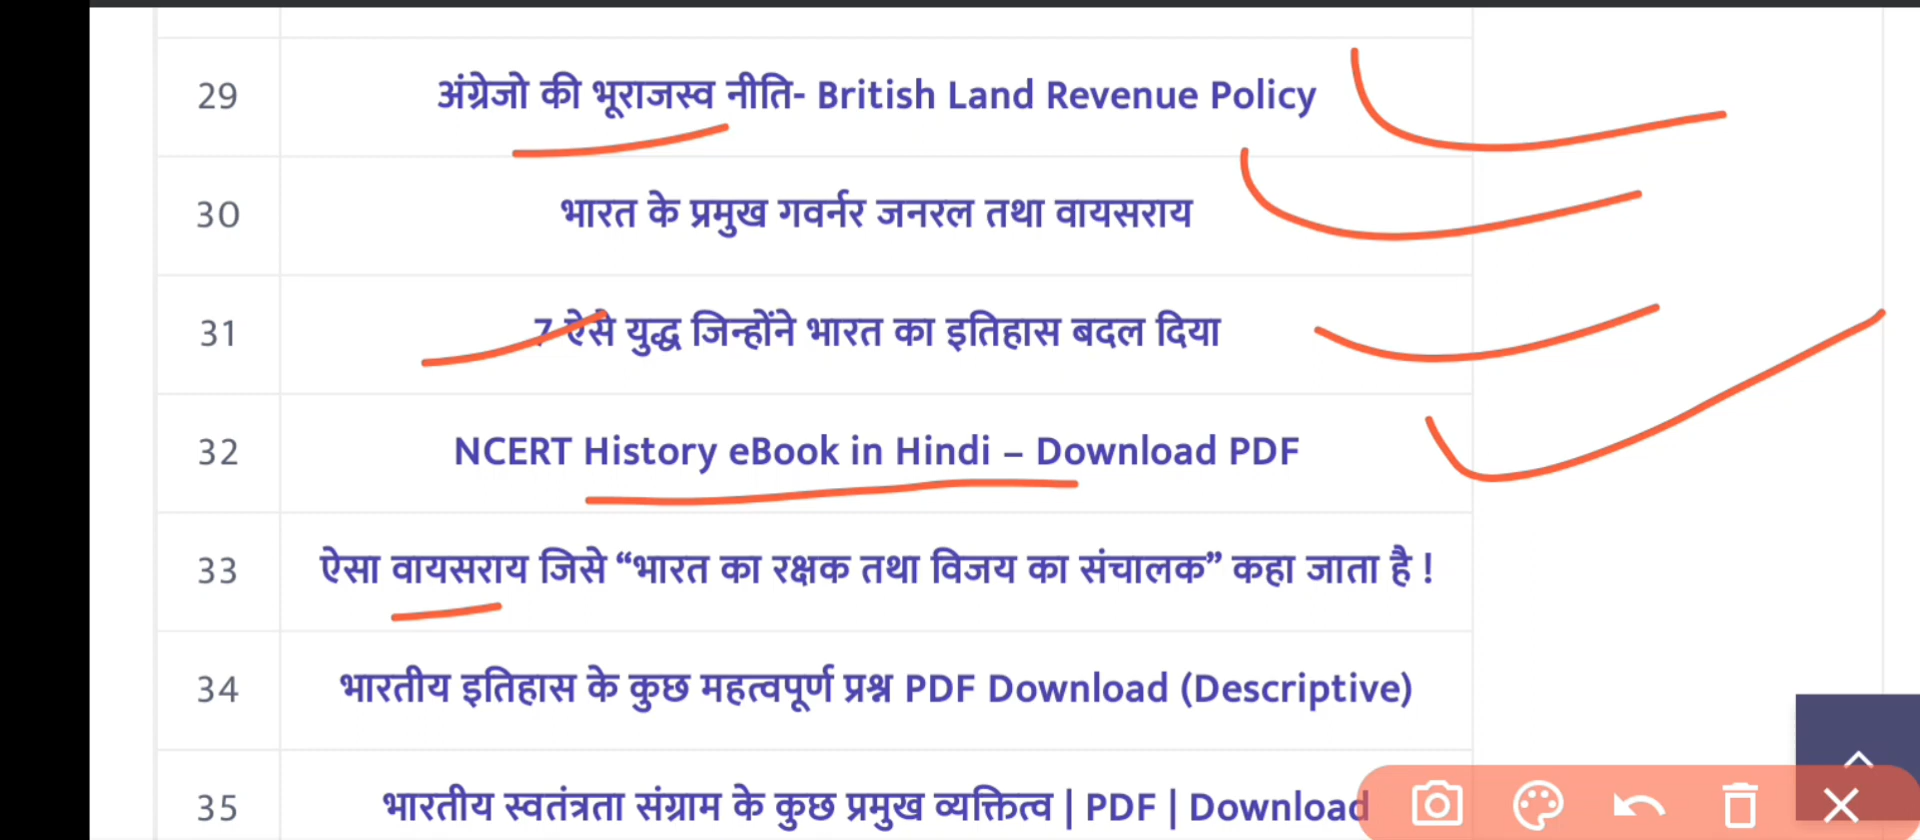 29 अंग्रेजो की भूराजस्व नीति- British Land Revenue Policy
30 भारत के प्रमुख गवर्नर जनरल तथा वायसराय
31 7 ऐसे युद्ध जिन्होंने भारत का इतिहास बदल दिया
32 NCERT History eBook in Hindi – Download PDF
33 ऐसा वायसराय जिसे “भारत का रक्षक तथा विजय का संचालक” कहा जाता है !
34 भारतीय इतिहास के कुछ महत्वपूर्ण प्रश्न PDF Download (Descriptive)
35 भारतीय स्वतंत्रता संग्राम के कुछ प्रमुख व्यक्तित्व | PDF | Download